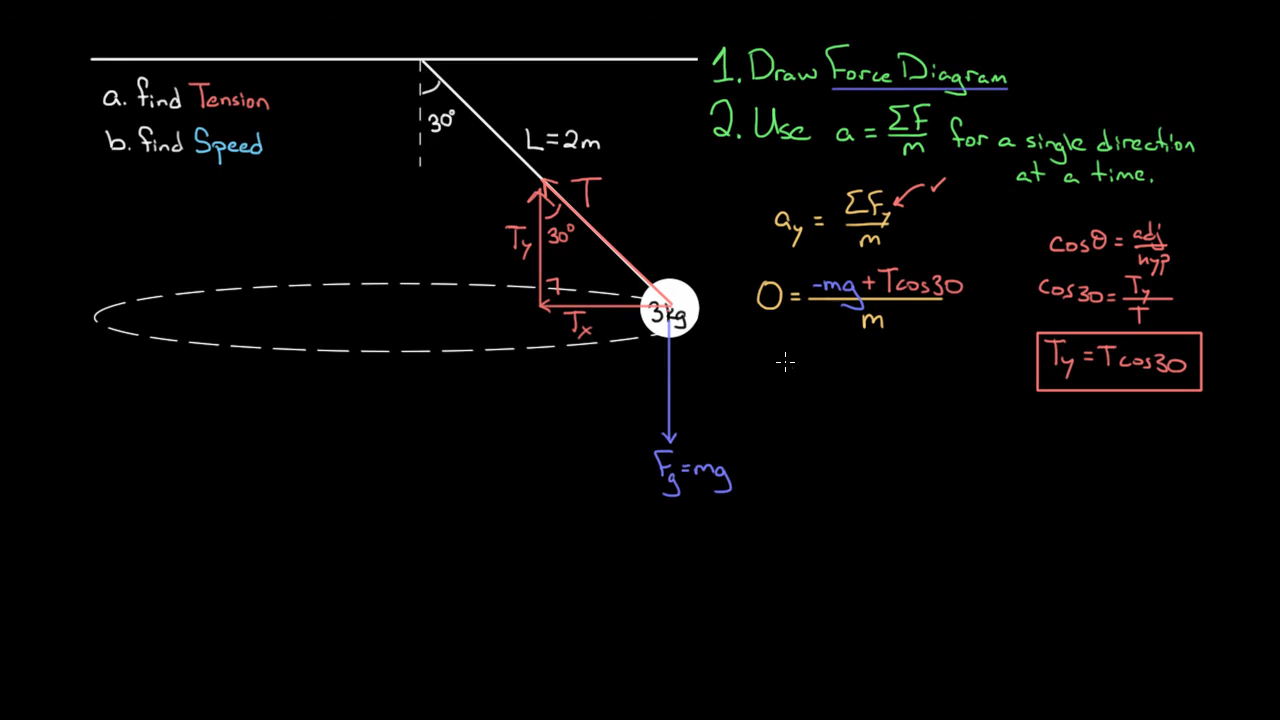 a. find Tension
b. find Speed
30°
L=2m
T
Ty
30°
Tx
3kg
Fg=mg
1. Draw Force Diagram
2. Use a = ΣF/m for a single direction
at a time.
ay = ΣFy/m ✓
0 = -mg+Tcos30/m
cosθ = adj/hyp
cos30 = Ty/T
Ty = Tcos30